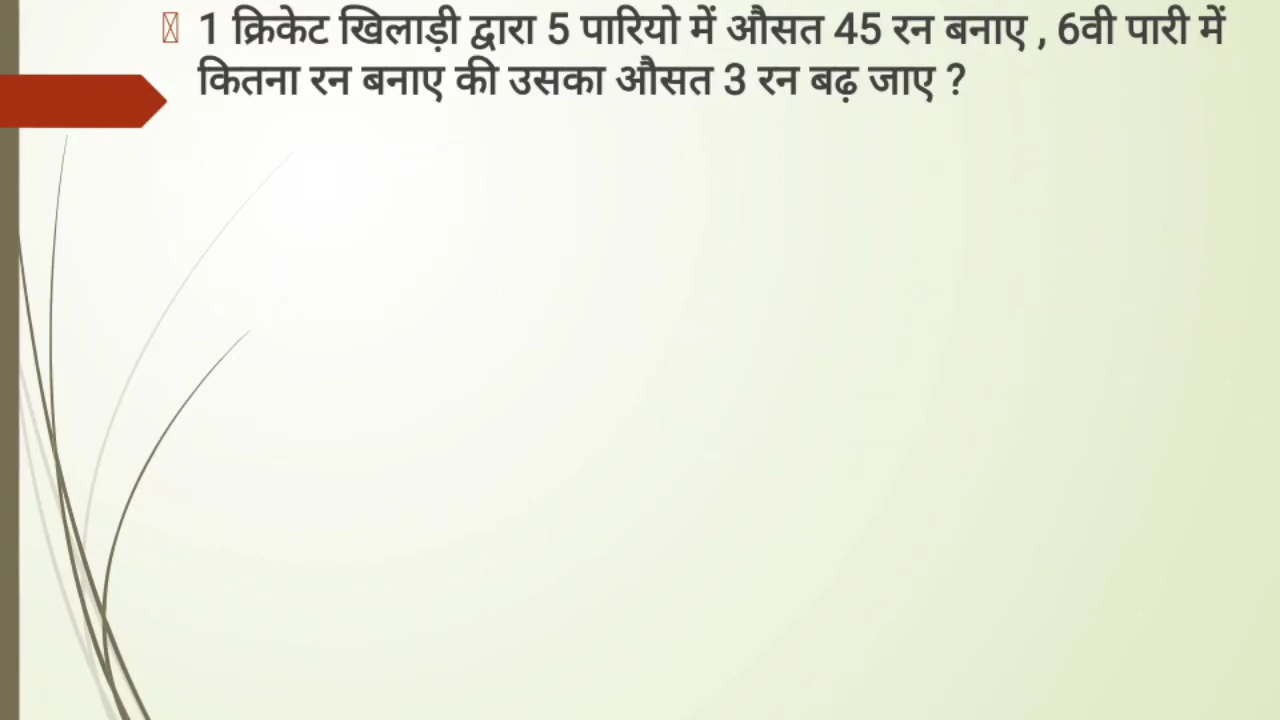 1 क्रिकेट खिलाड़ी द्वारा 5 पारियो में औसत 45 रन बनाए , 6वी पारी में
कितना रन बनाए की उसका औसत 3 रन बढ़ जाए ?